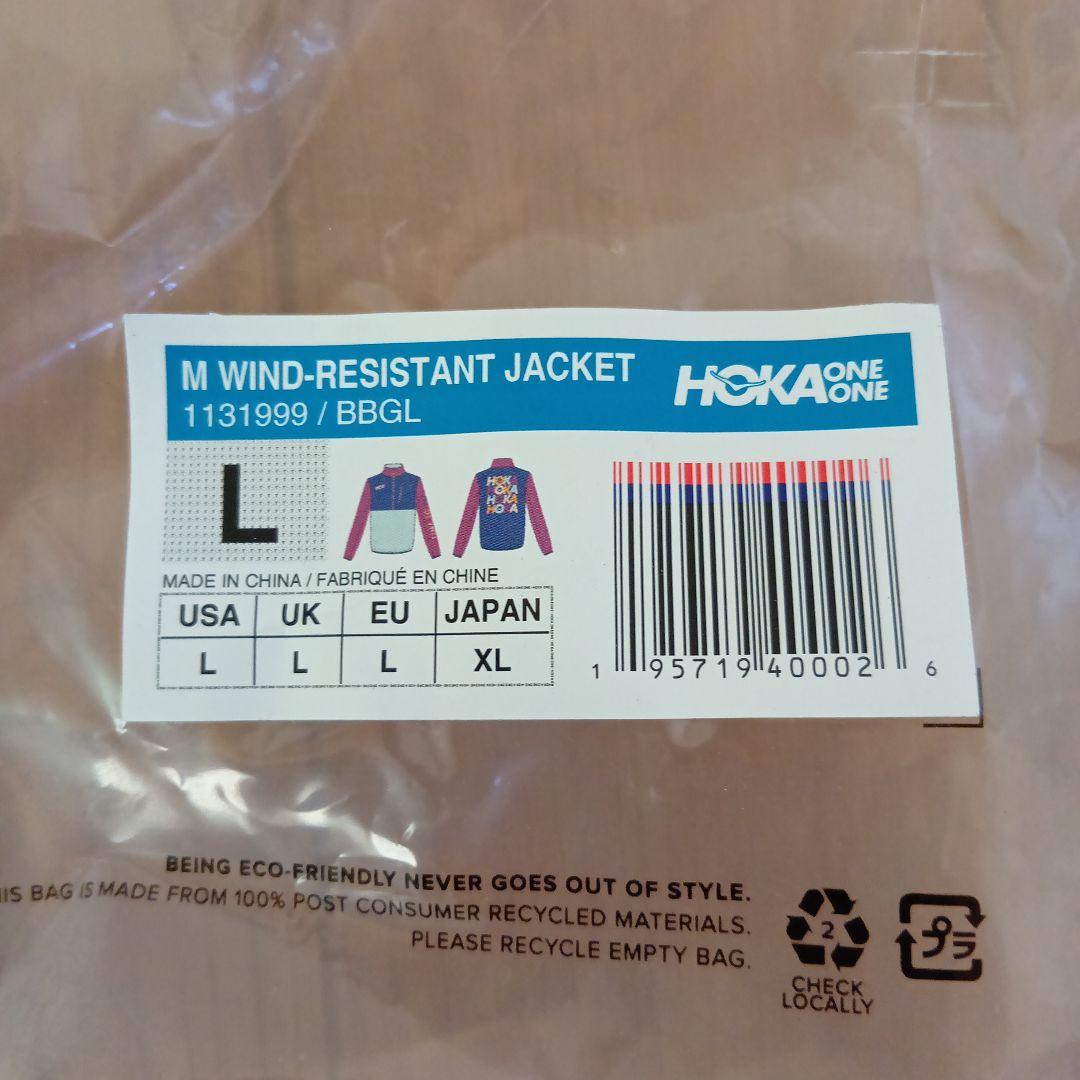 M WIND-RESISTANT JACKET
1131999 / BBGL
HOKA ONE ONE
L
HOKA
HOKA
HOKA
MADE IN CHINA / FABRIQUÉ EN CHINE
USA UK EU JAPAN
L L L XL
1 95719 40002 6
BEING ECO-FRIENDLY NEVER GOES OUT OF STYLE.
BAG IS MADE FROM 100% POST CONSUMER RECYCLED MATERIALS.
PLEASE RECYCLE EMPTY BAG.
2
CHECK
LOCALLY
プラ